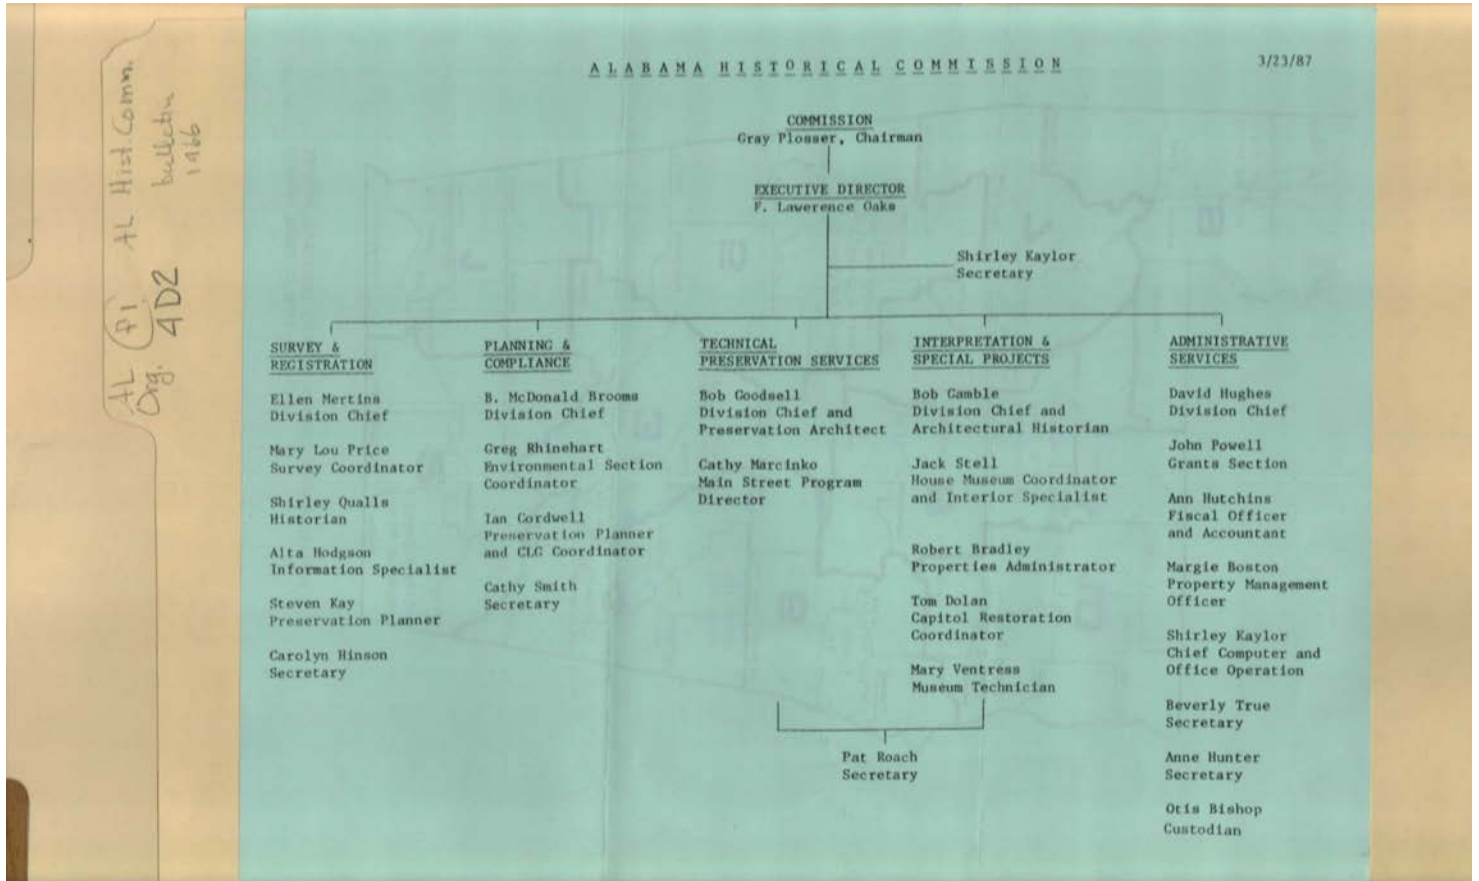 AL Hist. Comm.
bulletin
1966
AL P1
Org. 4D2
ALABAMA HISTORICAL COMMISSION
3/23/87
COMMISSION
Gray Plosser, Chairman
EXECUTIVE DIRECTOR
F. Lawerence Oaks
Shirley Kaylor
Secretary
SURVEY &
REGISTRATION
Ellen Mertins
Division Chief
Mary Lou Price
Survey Coordinator
Shirley Qualls
Historian
Alta Hodgson
Information Specialist
Steven Kay
Preservation Planner
Carolyn Hinson
Secretary
PLANNING &
COMPLIANCE
B. McDonald Brooms
Division Chief
Greg Rhinehart
Environmental Section
Coordinator
Ian Cordwell
Preservation Planner
and CLG Coordinator
Cathy Smith
Secretary
TECHNICAL
PRESERVATION SERVICES
Bob Goodsell
Division Chief and
Preservation Architect
Cathy Marcinko
Main Street Program
Director
INTERPRETATION &
SPECIAL PROJECTS
Bob Gamble
Division Chief and
Architectural Historian
Jack Stell
House Museum Coordinator
and Interior Specialist
Robert Bradley
Properties Administrator
Tom Dolan
Capitol Restoration
Coordinator
Mary Ventress
Museum Technician
Pat Roach
Secretary
ADMINISTRATIVE
SERVICES
David Hughes
Division Chief
John Powell
Grants Section
Ann Hutchins
Fiscal Officer
and Accountant
Margie Boston
Property Management
Officer
Shirley Kaylor
Chief Computer and
Office Operation
Beverly True
Secretary
Anne Hunter
Secretary
Otis Bishop
Custodian